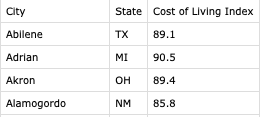 City State Cost of Living Index
Abilene TX 89.1
Adrian MI 90.5
Akron OH 89.4
Alamogordo NM 85.8